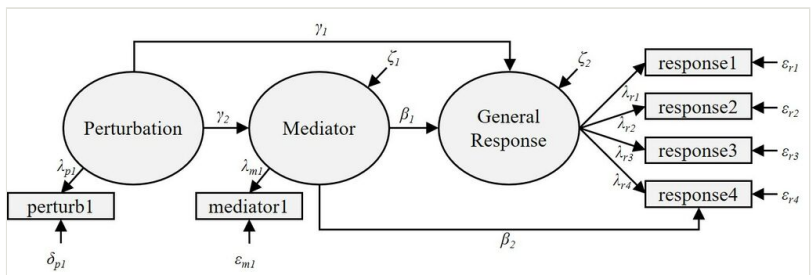 γ1
ζ1
ζ2
Perturbation
γ2
Mediator
β1
General
Response
λp1
λm1
perturb1
mediator1
δp1
εm1
β2
λr1
λr2
λr3
λr4
response1
response2
response3
response4
εr1
εr2
εr3
εr4